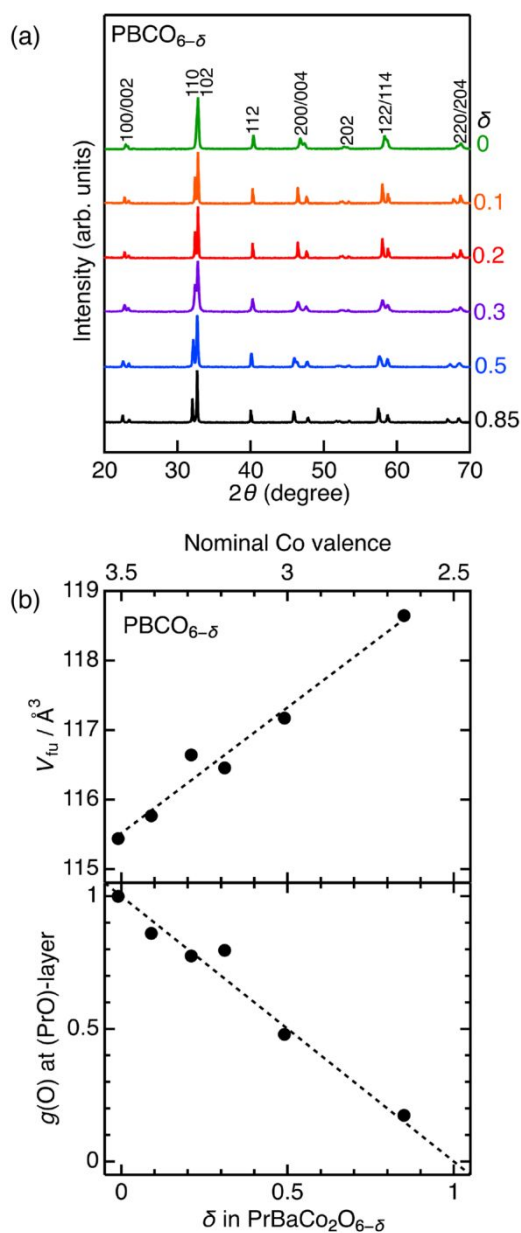 (a)
PBCO6−δ
100/002
110
102
112
200/004
202
122/114
220/204
δ
0
0.1
0.2
0.3
0.5
0.85
Intensity (arb. units)
20 30 40 50 60 70
2θ (degree)
Nominal Co valence
3.5 3 2.5
(b)
PBCO6−δ
119
118
117
116
115
Vfu / Å3
1
0.5
0
g(O) at (PrO)-layer
0 0.5 1
δ in PrBaCo2O6−δ